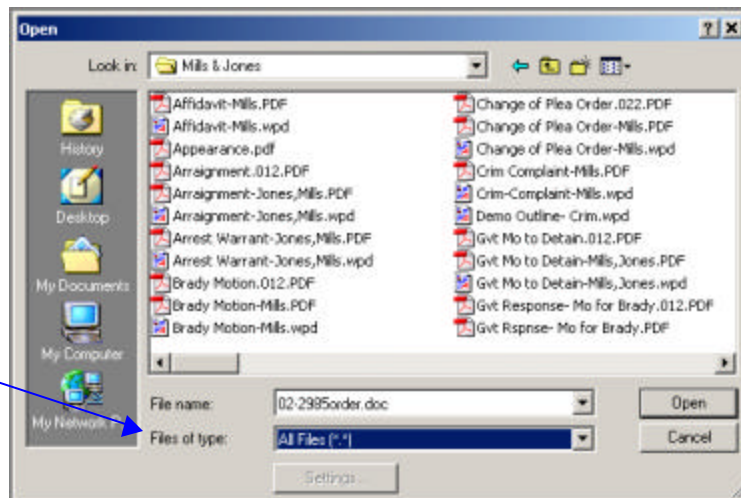 Open
Look in: Mills & Jones
Affidavit-Mills.PDF
Affidavit-Mills.wpd
Appearance.pdf
Arraignment.012.PDF
Arraignment-Jones,Mills.PDF
Arraignment-Jones,Mills.wpd
Arrest Warrant-Jones,Mills.PDF
Arrest Warrant-Jones,Mills.wpd
Brady Motion.012.PDF
Brady Motion-Mills.PDF
Brady Motion-Mills.wpd
Change of Plea Order.022.PDF
Change of Plea Order-Mills.PDF
Change of Plea Order-Mills.wpd
Crim Complaint-Mills.PDF
Crim-Complaint-Mills.wpd
Demo Outline- Crim.wpd
Gvt Mo to Detain.012.PDF
Gvt Mo to Detain-Mills,Jones.PDF
Gvt Mo to Detain-Mills,Jones.wpd
Gvt Response- Mo for Brady.012.PDF
Gvt Rspnse- Mo for Brady.PDF
History
Desktop
My Documents
My Computer
My Network P
File name: 02-2985order.doc
Open
Files of type: All Files (*.*)
Cancel
Settings...